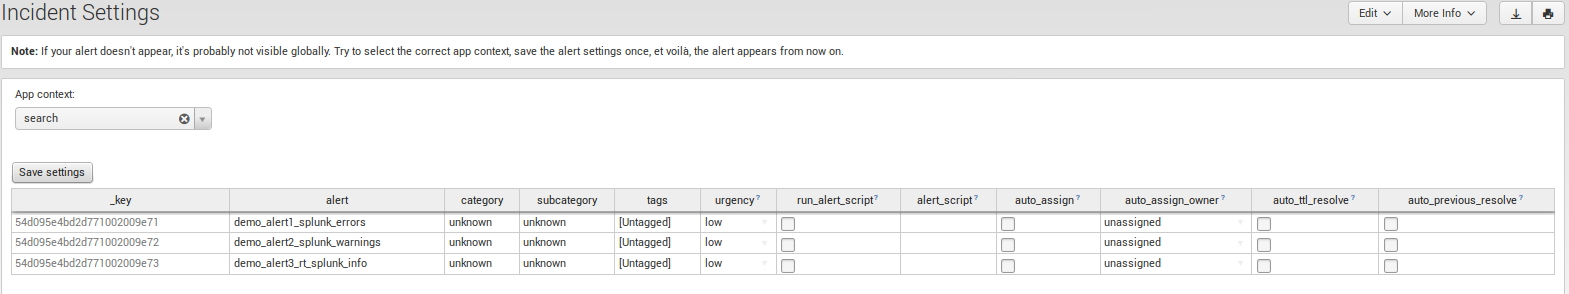 Incident Settings
Edit More Info
Note: If your alert doesn't appear, it's probably not visible globally. Try to select the correct app context, save the alert settings once, et voilà, the alert appears from now on.
App context:
search
Save settings
_key alert category subcategory tags urgency? run_alert_script? alert_script? auto_assign? auto_assign_owner? auto_ttl_resolve? auto_previous_resolve?
54d095e4bd2d771002009e71 demo_alert1_splunk_errors unknown unknown [Untagged] low unassigned
54d095e4bd2d771002009e72 demo_alert2_splunk_warnings unknown unknown [Untagged] low unassigned
54d095e4bd2d771002009e73 demo_alert3_rt_splunk_info unknown unknown [Untagged] low unassigned